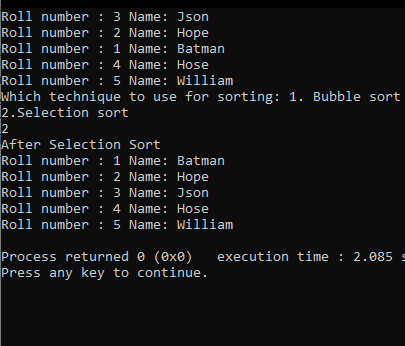 Roll number : 3 Name: Json
Roll number : 2 Name: Hope
Roll number : 1 Name: Batman
Roll number : 4 Name: Hose
Roll number : 5 Name: William
Which technique to use for sorting: 1. Bubble sort
2.Selection sort
2
After Selection Sort
Roll number : 1 Name: Batman
Roll number : 2 Name: Hope
Roll number : 3 Name: Json
Roll number : 4 Name: Hose
Roll number : 5 Name: William
Process returned 0 (0x0)   execution time : 2.085 s
Press any key to continue.